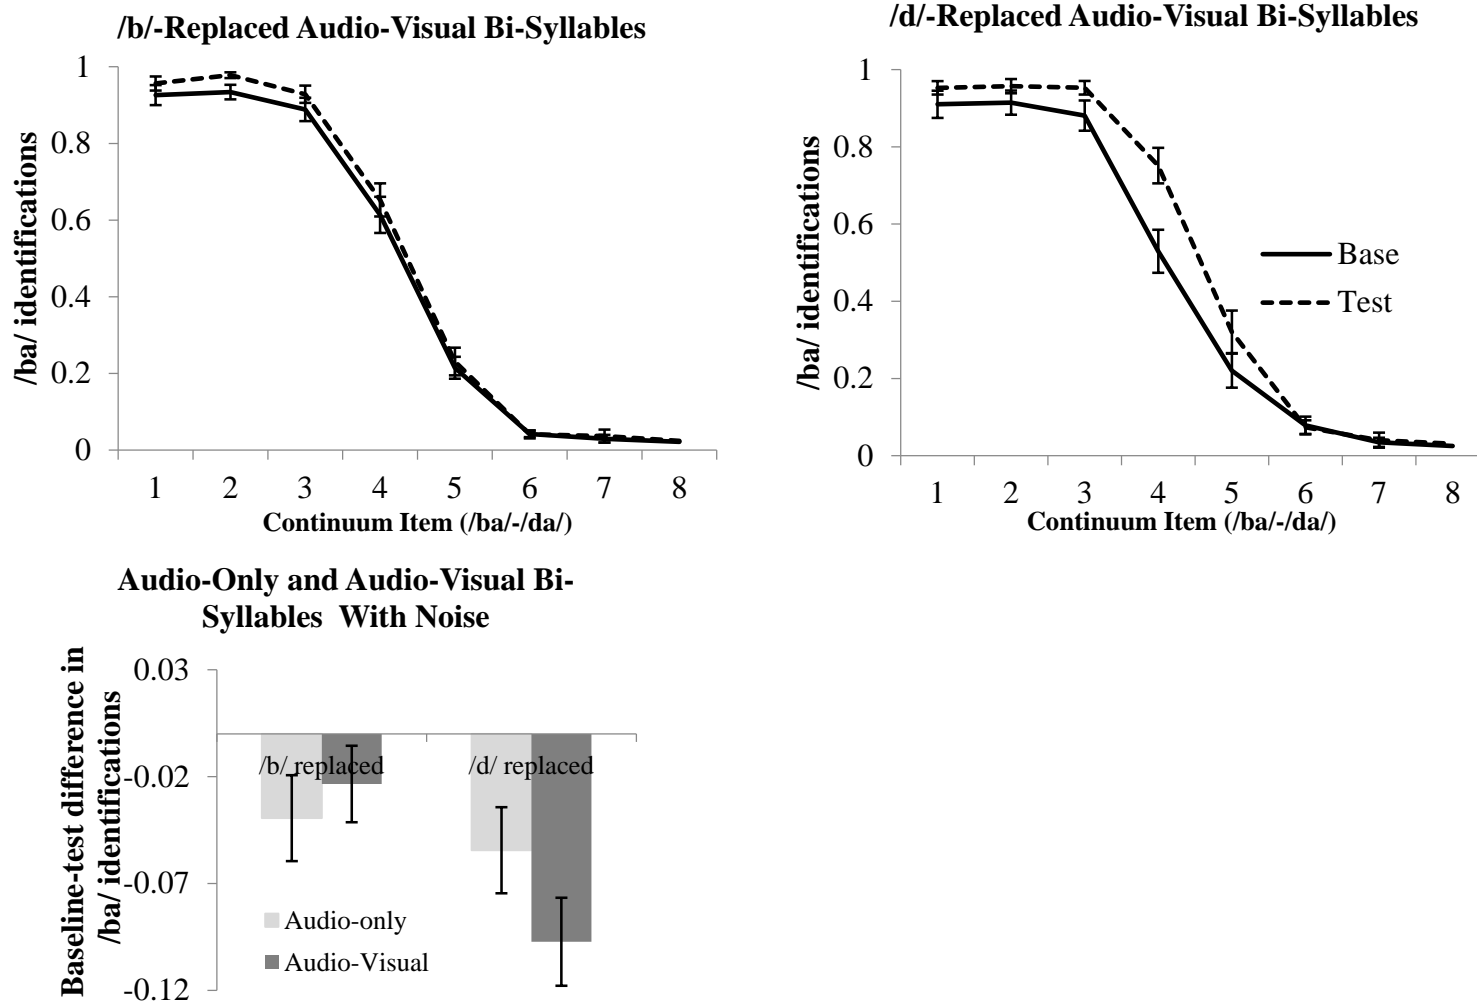 /b/-Replaced Audio-Visual Bi-Syllables
1
0.8
0.6
0.4
0.2
0
/ba/ identifications
1 2 3 4 5 6 7 8
Continuum Item (/ba/-/da/)
/d/-Replaced Audio-Visual Bi-Syllables
1
0.8
0.6
0.4
0.2
0
/ba/ identifications
Base
Test
1 2 3 4 5 6 7 8
Continuum Item (/ba/-/da/)
Audio-Only and Audio-Visual Bi-
Syllables With Noise
Baseline-test difference in
/ba/ identifications
0.03
-0.02
-0.07
-0.12
/b/ replaced
/d/ replaced
Audio-only
Audio-Visual